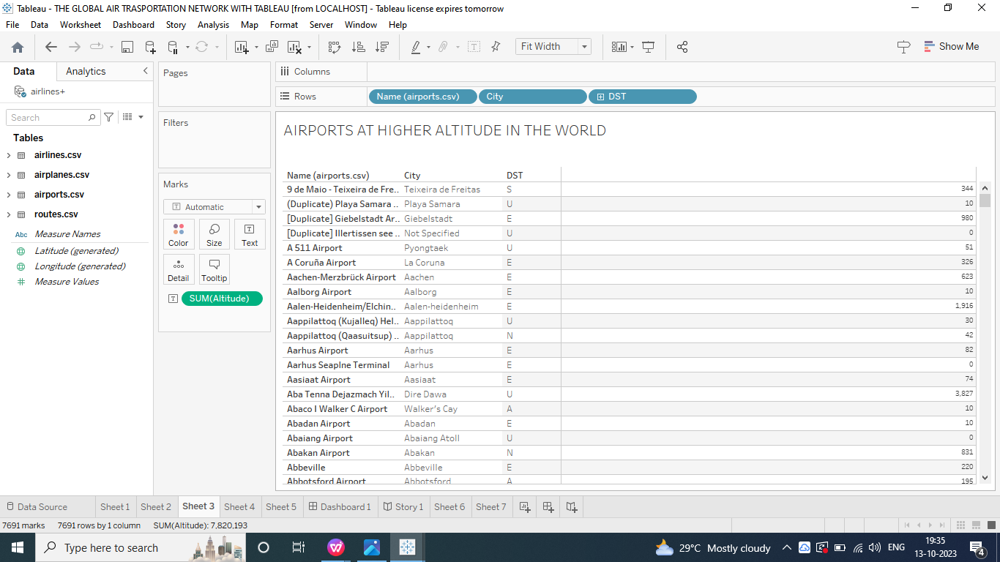 Tableau - THE GLOBAL AIR TRASPORTATION NETWORK WITH TABLEAU [from LOCALHOST] - Tableau license expires tomorrow
File Data Worksheet Dashboard Story Analysis Map Format Server Window Help
Fit Width
Show Me
Data Analytics
airlines+
Search
Tables
airlines.csv
airplanes.csv
airports.csv
routes.csv
Abc Measure Names
Latitude (generated)
Longitude (generated)
# Measure Values
Pages
Filters
Marks
Automatic
Color Size Text
Detail Tooltip
SUM(Altitude)
Columns
Rows Name (airports.csv) City DST
AIRPORTS AT HIGHER ALTITUDE IN THE WORLD
Name (airports.csv) City DST
9 de Maio - Teixeira de Fre.. Teixeira de Freitas S 344
(Duplicate) Playa Samara .. Playa Samara U 10
[Duplicate] Giebelstadt Ar.. Giebelstadt E 980
[Duplicate] Illertissen see .. Not Specified U 0
A 511 Airport Pyongtaek U 51
A Coruña Airport La Coruna E 326
Aachen-Merzbrück Airport Aachen E 623
Aalborg Airport Aalborg E 10
Aalen-Heidenheim/Elchin.. Aalen-heidenheim E 1,916
Aappilattoq (Kujalleq) Hel.. Aappilattoq U 30
Aappilattoq (Qaasuitsup) .. Aappilattoq N 42
Aarhus Airport Aarhus E 82
Aarhus Seaplne Terminal Aarhus E 0
Aasiaat Airport Aasiaat E 74
Aba Tenna Dejazmach Yil.. Dire Dawa U 3,827
Abaco I Walker C Airport Walker's Cay A 10
Abadan Airport Abadan E 10
Abaiang Airport Abaiang Atoll U 0
Abakan Airport Abakan N 831
Abbeville Abbeville E 220
Abbotsford Airport Abbotsford A 195
Data Source Sheet 1 Sheet 2 Sheet 3 Sheet 4 Sheet 5 Dashboard 1 Story 1 Sheet 6 Sheet 7
7691 marks 7691 rows by 1 column SUM(Altitude): 7,820,193
Type here to search
29°C Mostly cloudy
ENG
19:35
13-10-2023
4